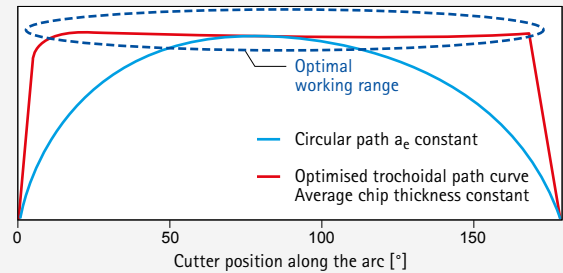 Optimal
working range
Circular path aₑ constant
Optimised trochoidal path curve
Average chip thickness constant
0 50 100 150
Cutter position along the arc [°]